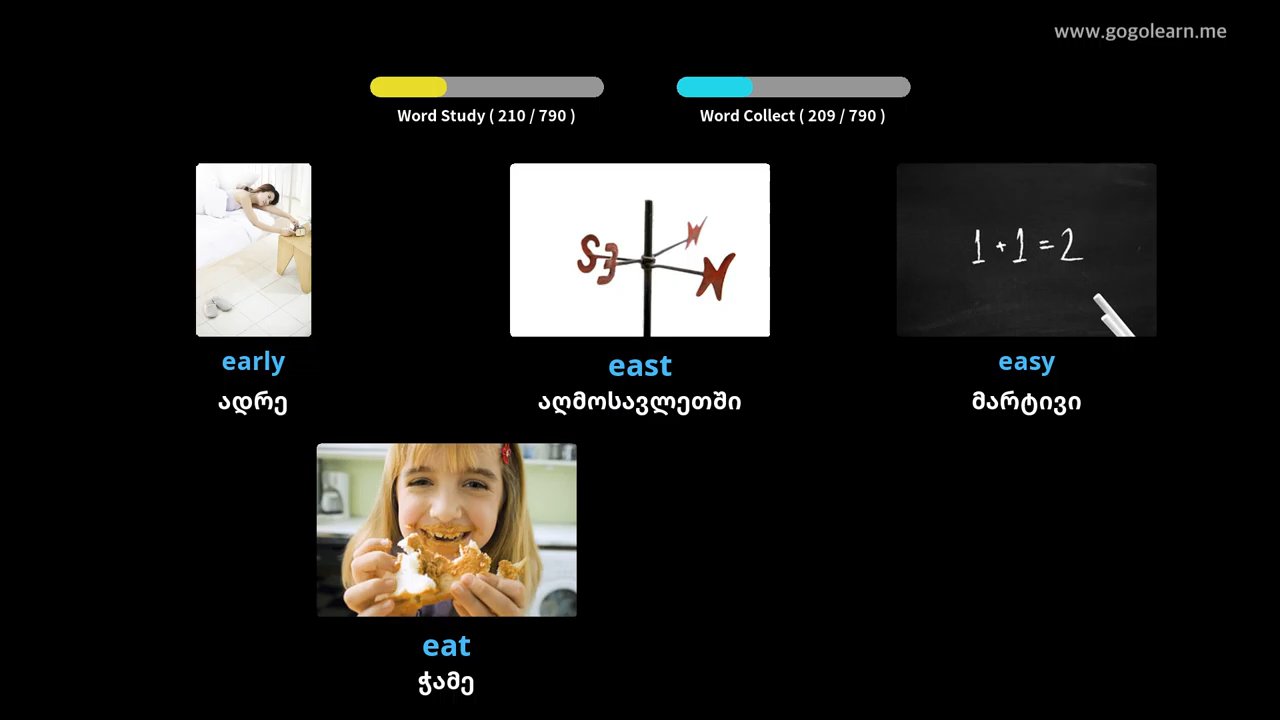 www.gogolearn.me
Word Study ( 210 / 790 )
Word Collect ( 209 / 790 )
S E N N
1 + 1 = 2
early
ადრე
east
აღმოსავლეთში
easy
მარტივი
eat
ჭამე